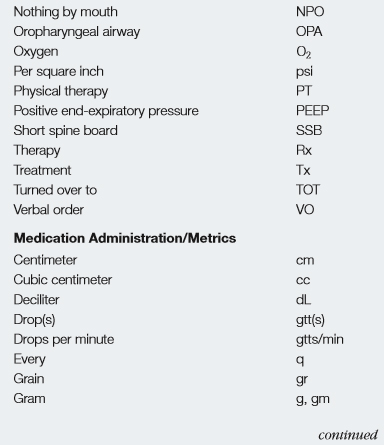 Nothing by mouth NPO
Oropharyngeal airway OPA
Oxygen O₂
Per square inch psi
Physical therapy PT
Positive end-expiratory pressure PEEP
Short spine board SSB
Therapy Rx
Treatment Tx
Turned over to TOT
Verbal order VO
Medication Administration/Metrics
Centimeter cm
Cubic centimeter cc
Deciliter dL
Drop(s) gtt(s)
Drops per minute gtts/min
Every q
Grain gr
Gram g, gm
continued